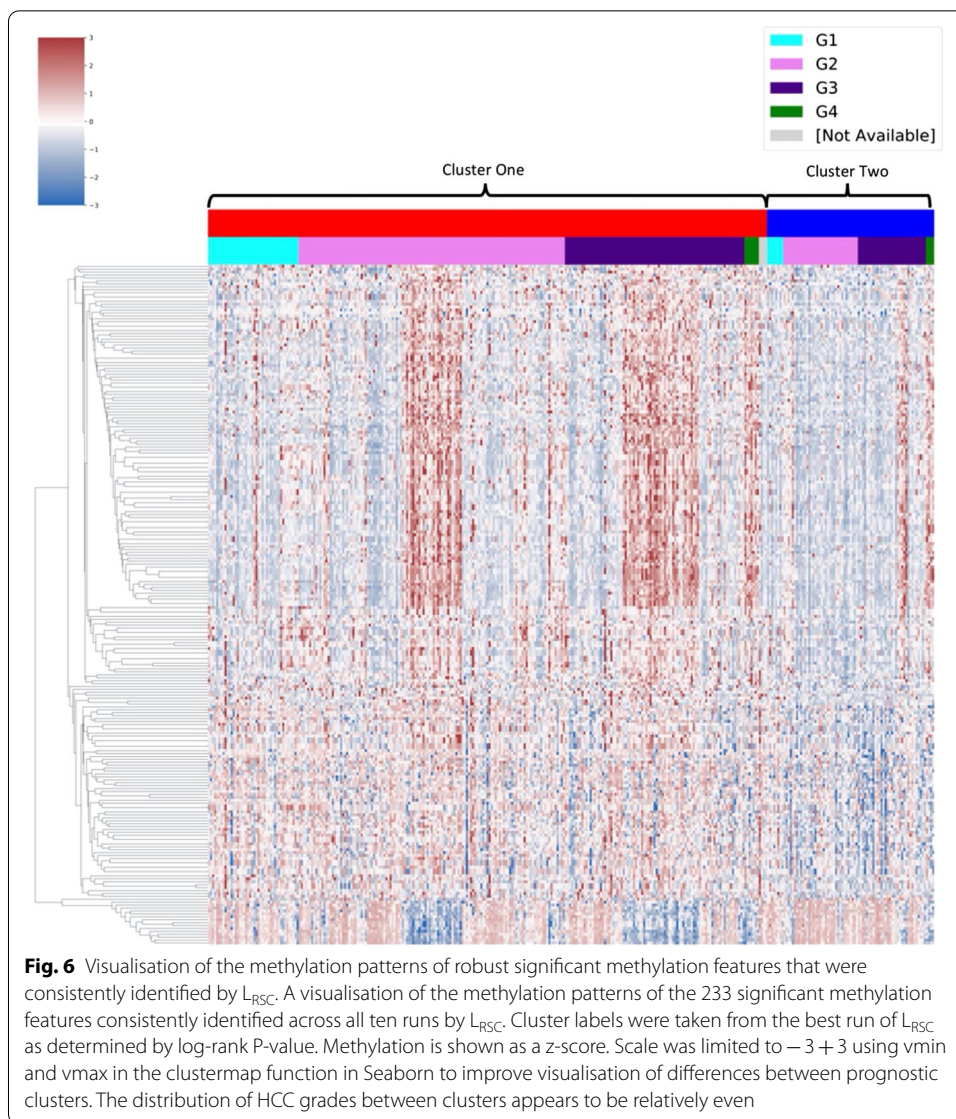 3
2
1
0
−1
−2
−3
G1
G2
G3
G4
[Not Available]
Cluster One
Cluster Two
Fig. 6 Visualisation of the methylation patterns of robust significant methylation features that were
consistently identified by LRSC. A visualisation of the methylation patterns of the 233 significant methylation
features consistently identified across all ten runs by LRSC. Cluster labels were taken from the best run of LRSC
as determined by log-rank P-value. Methylation is shown as a z-score. Scale was limited to − 3 + 3 using vmin
and vmax in the clustermap function in Seaborn to improve visualisation of differences between prognostic
clusters. The distribution of HCC grades between clusters appears to be relatively even